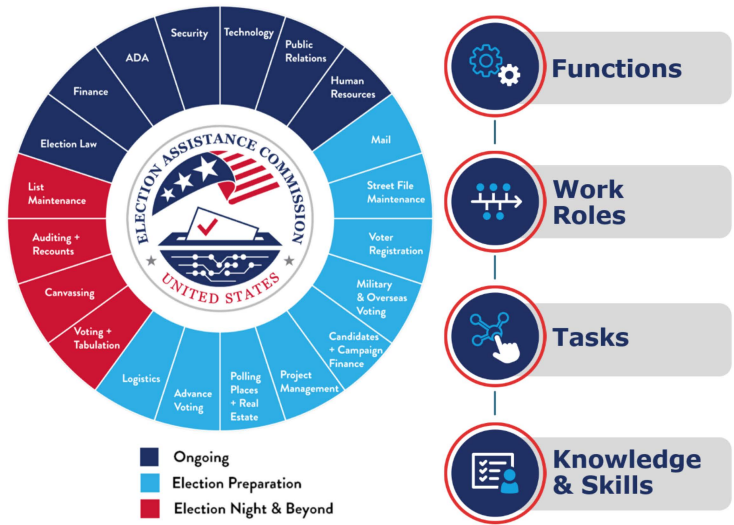 Security
Technology
Public
Relations
Human
Resources
Mail
Street File
Maintenance
Voter
Registration
Military
& Overseas
Voting
Candidates
+ Campaign
Finance
Project
Management
Polling
Places
+ Real
Estate
Advance
Voting
Logistics
Voting +
Tabulation
Canvassing
Auditing +
Recounts
List
Maintenance
Election Law
Finance
ADA
ELECTION ASSISTANCE COMMISSION
UNITED STATES
Ongoing
Election Preparation
Election Night & Beyond
Functions
Work
Roles
Tasks
Knowledge
& Skills